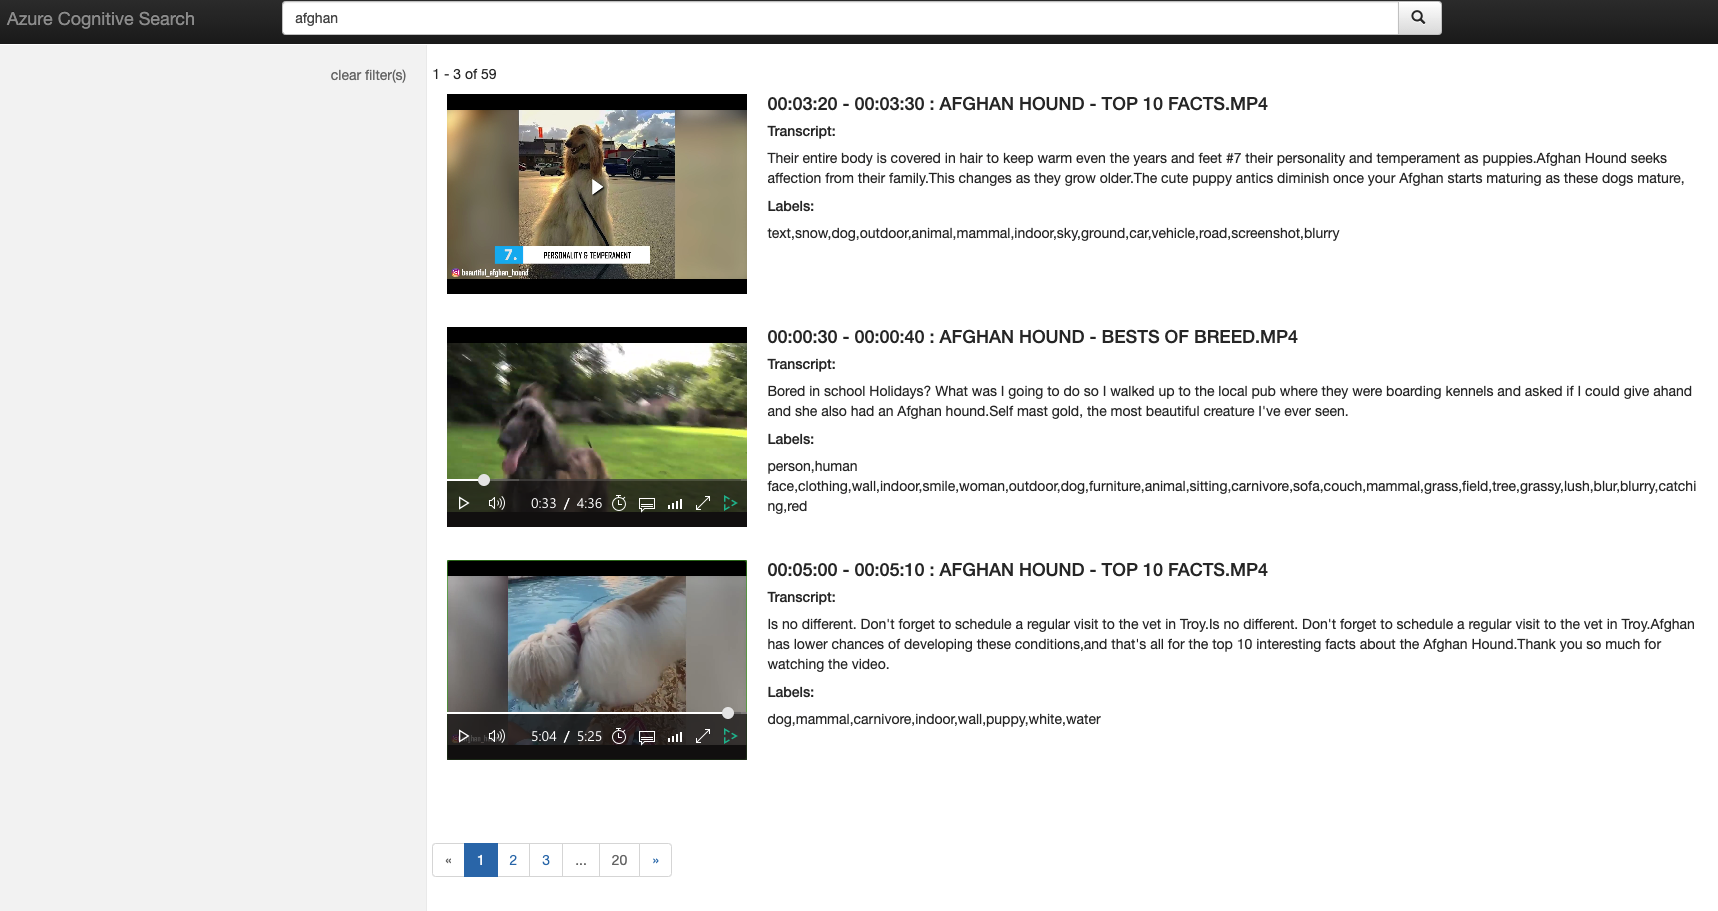 Azure Cognitive Search
afghan
clear filter(s)
1 - 3 of 59
7. PERSONALITY & TEMPERAMENT
beautiful_afghan_hound
00:03:20 - 00:03:30 : AFGHAN HOUND - TOP 10 FACTS.MP4
Transcript:
Their entire body is covered in hair to keep warm even the years and feet #7 their personality and temperament as puppies.Afghan Hound seeks
affection from their family.This changes as they grow older.The cute puppy antics diminish once your Afghan starts maturing as these dogs mature,
Labels:
text,snow,dog,outdoor,animal,mammal,indoor,sky,ground,car,vehicle,road,screenshot,blurry
0:33 / 4:36
00:00:30 - 00:00:40 : AFGHAN HOUND - BESTS OF BREED.MP4
Transcript:
Bored in school Holidays? What was I going to do so I walked up to the local pub where they were boarding kennels and asked if I could give ahand
and she also had an Afghan hound.Self mast gold, the most beautiful creature I've ever seen.
Labels:
person,human
face,clothing,wall,indoor,smile,woman,outdoor,dog,furniture,animal,sitting,carnivore,sofa,couch,mammal,grass,field,tree,grassy,lush,blur,blurry,catchi
ng,red
5:04 / 5:25
00:05:00 - 00:05:10 : AFGHAN HOUND - TOP 10 FACTS.MP4
Transcript:
Is no different. Don't forget to schedule a regular visit to the vet in Troy.Is no different. Don't forget to schedule a regular visit to the vet in Troy.Afghan
has lower chances of developing these conditions,and that's all for the top 10 interesting facts about the Afghan Hound.Thank you so much for
watching the video.
Labels:
dog,mammal,carnivore,indoor,wall,puppy,white,water
« 1 2 3 ... 20 »